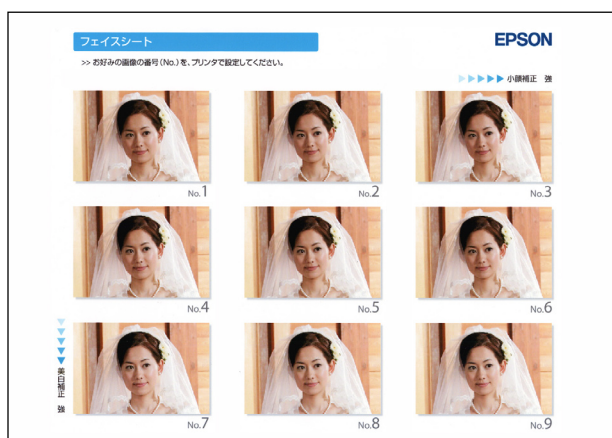 フェイスシート
EPSON
>> お好みの画像の番号(No.)を、プリンタで設定してください。
▶▶▶▶▶ 小顔補正 強
No.1
No.2
No.3
No.4
No.5
No.6
▼▼▼▼▼ 美白補正 強
No.7
No.8
No.9